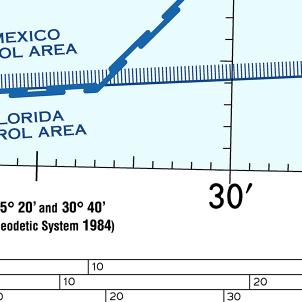 MEXICO
ROL AREA
LORIDA
ROL AREA
30′
5° 20′ and 30° 40′
eodetic System 1984)
10
10
20
20
30